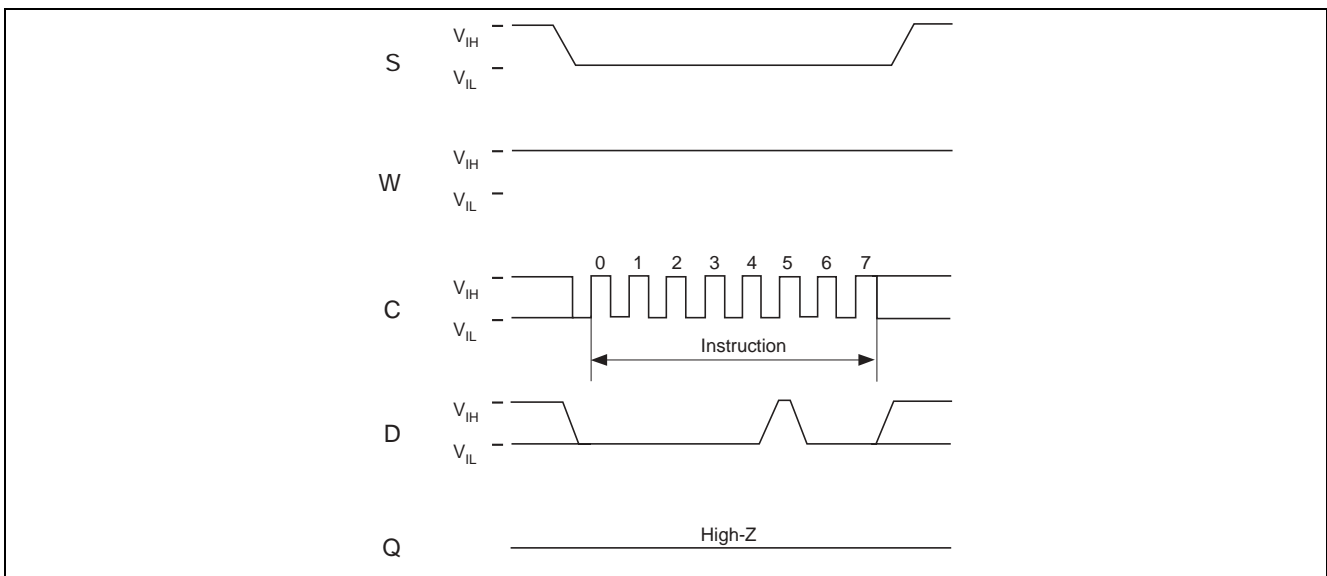 S
V_IH
V_IL
W
V_IH
V_IL
C
V_IH
V_IL
0 1 2 3 4 5 6 7
Instruction
D
V_IH
V_IL
Q
High-Z